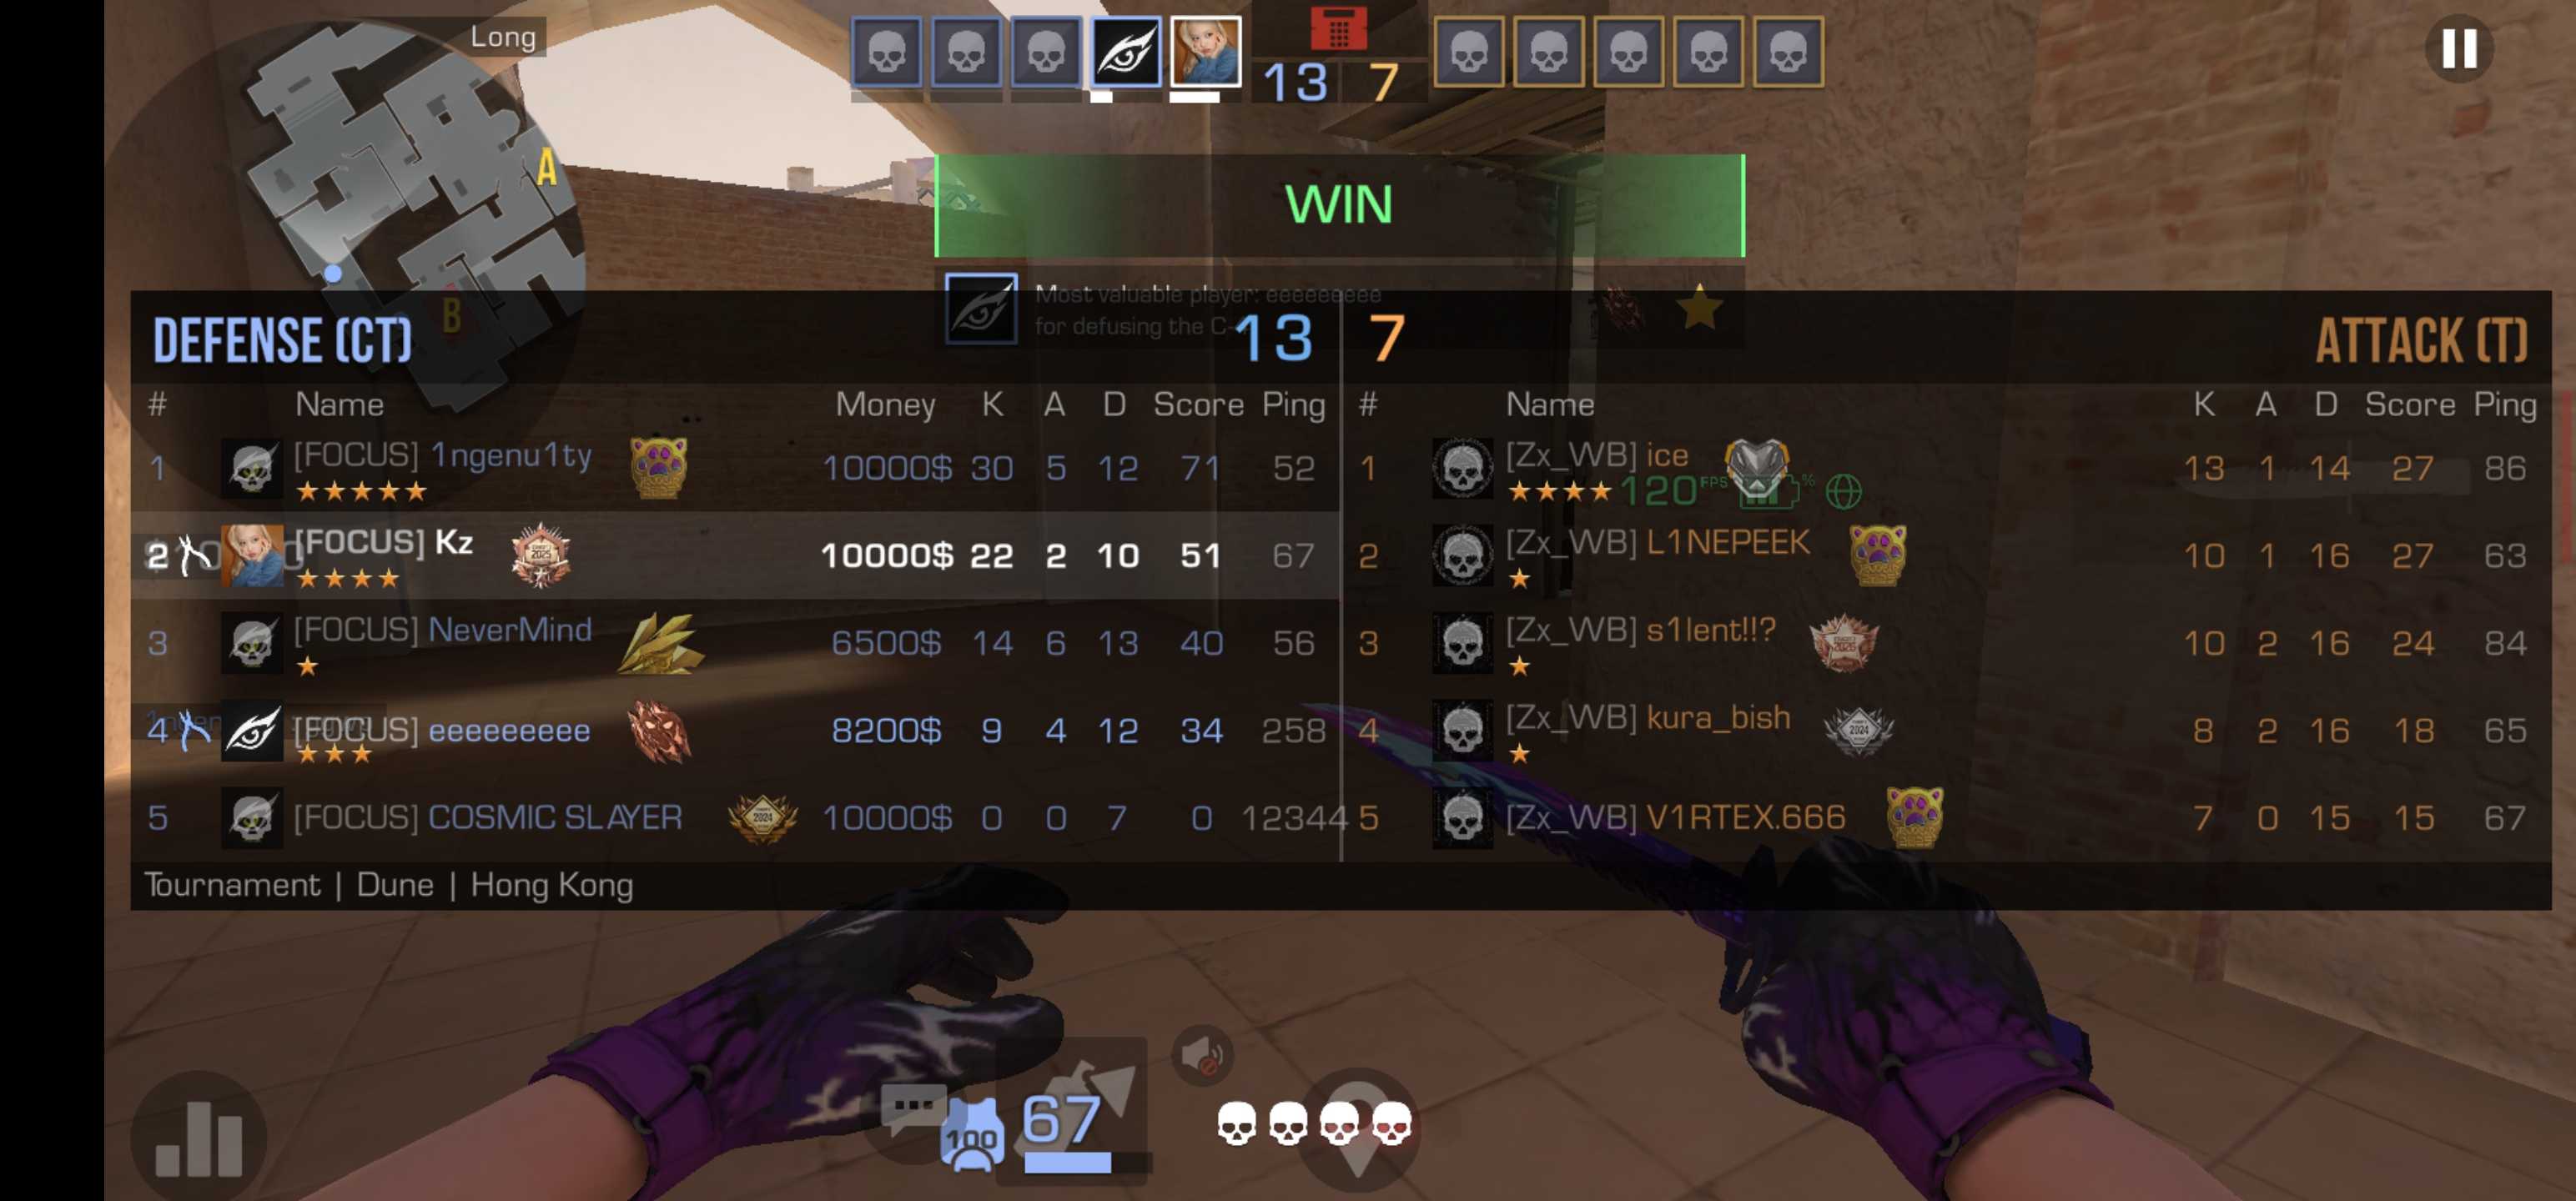 Long
13 7
WIN
Most valuable player: eeeeeeeee
for defusing the C-
DEFENSE (CT) B 13 7 ATTACK (T)
A
# Name Money K A D Score Ping # Name K A D Score Ping
1 [FOCUS] 1ngenu1ty 10000$ 30 5 12 71 52 1 [Zx_WB] ice 13 1 14 27 86
120 FPS %
2 [FOCUS] Kz 10000$ 22 2 10 51 67 2 [Zx_WB] L1NEPEEK 10 1 16 27 63
2025
3 [FOCUS] NeverMind 6500$ 14 6 13 40 56 3 [Zx_WB] s1lent!!? 10 2 16 24 84
4 [FOCUS] eeeeeeeee 8200$ 9 4 12 34 258 4 [Zx_WB] kura_bish 8 2 16 18 65
2024
5 [FOCUS] COSMIC SLAYER 10000$ 0 0 7 0 12344 5 [Zx_WB] V1RTEX.666 7 0 15 15 67
2024
Tournament | Dune | Hong Kong
100 67